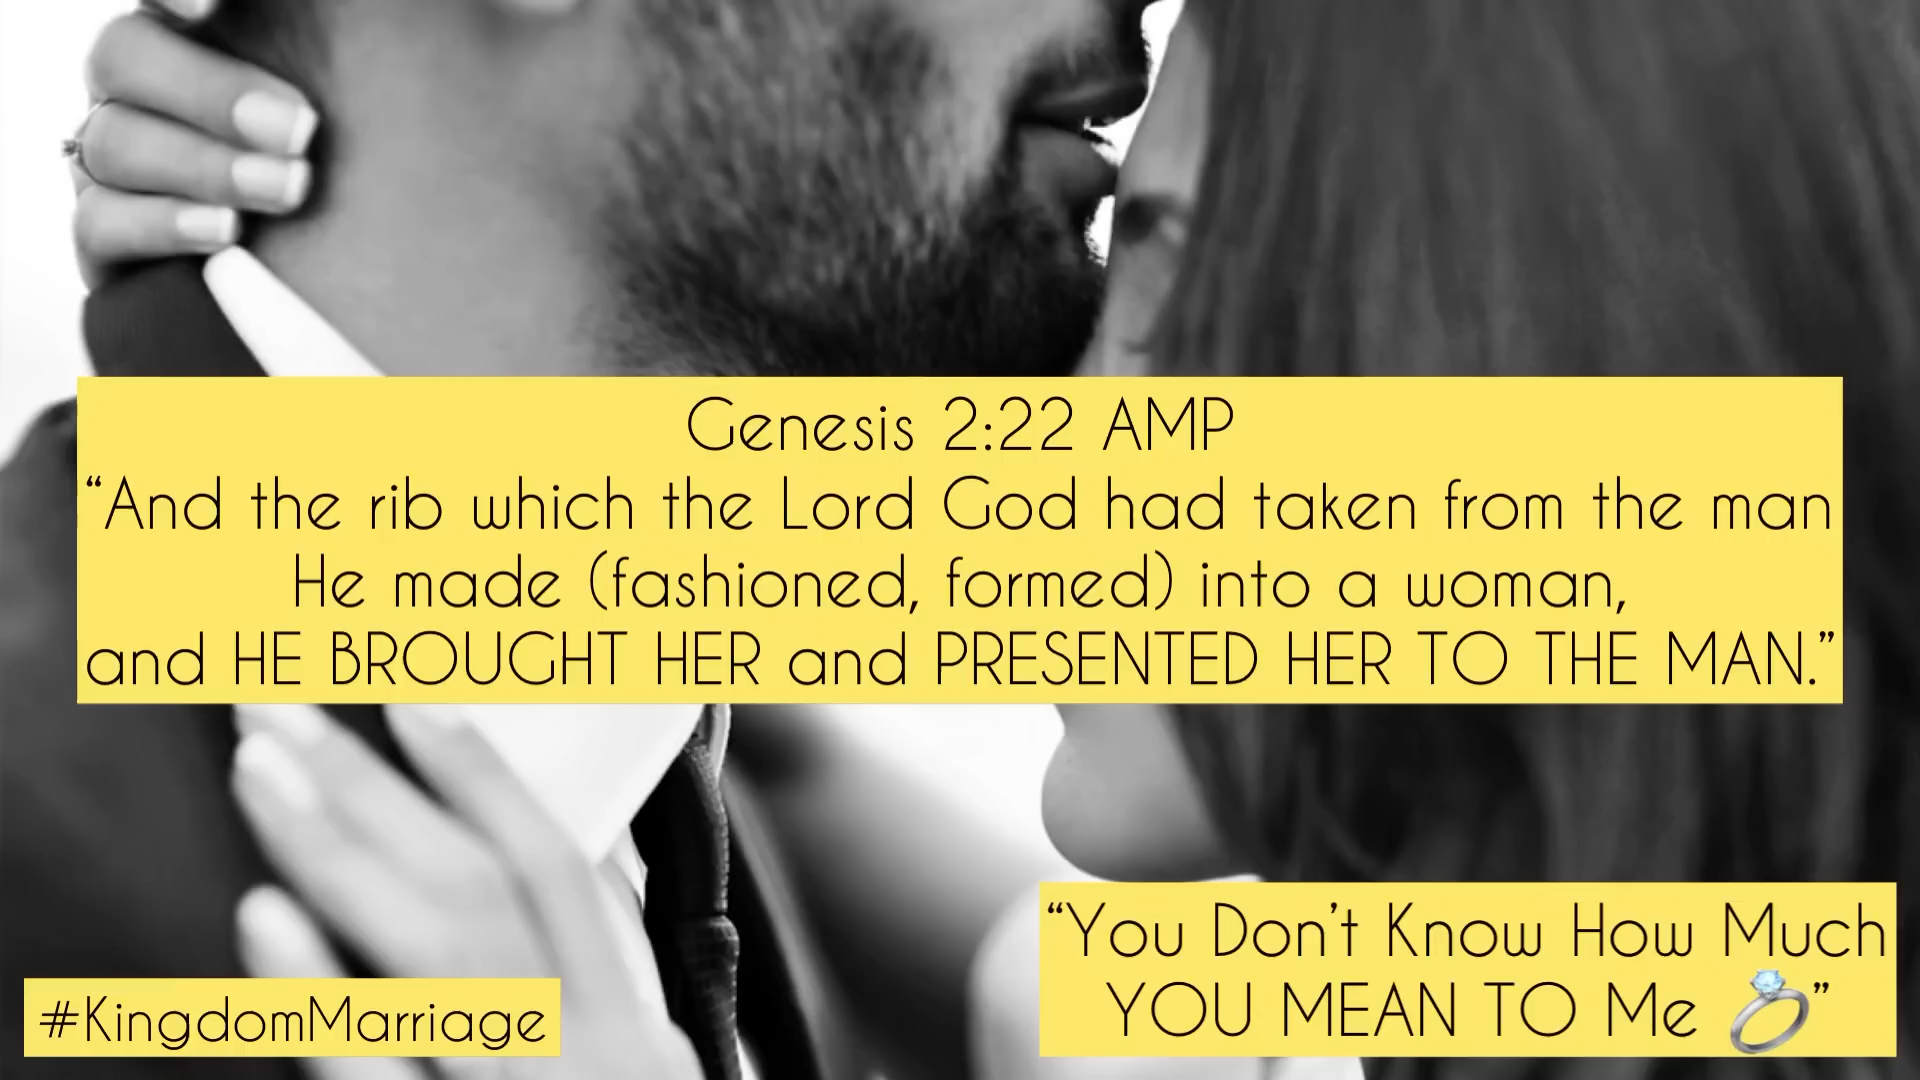 Genesis 2:22 AMP
“And the rib which the Lord God had taken from the man
He made (fashioned, formed) into a woman,
and HE BROUGHT HER and PRESENTED HER TO THE MAN.”
“You Don’t Know How Much
YOU MEAN TO Me 💍”
#KingdomMarriage